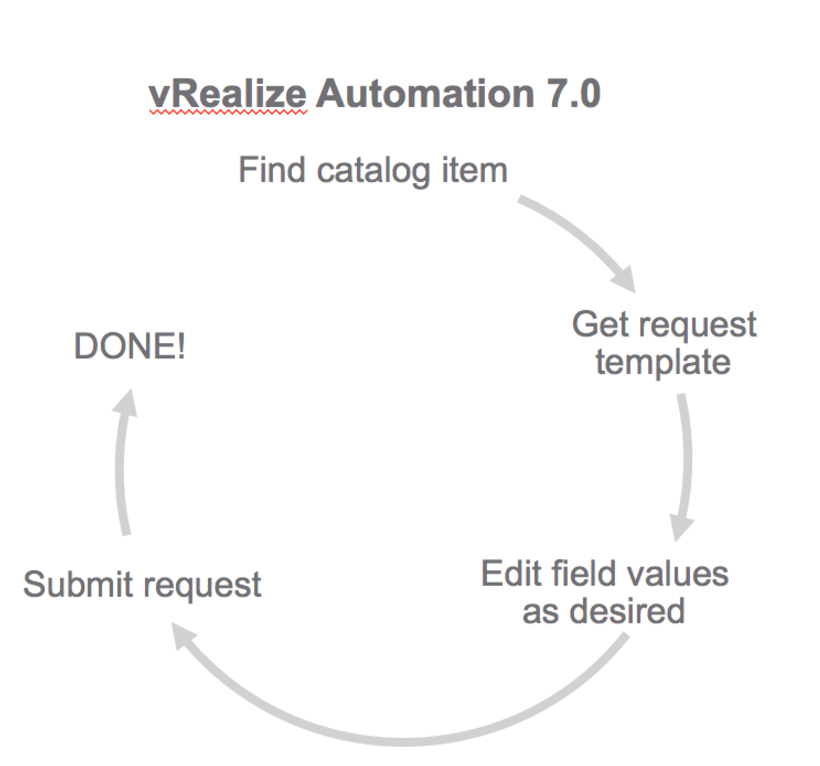 vRealize Automation 7.0
Find catalog item
Get request
template
Edit field values
as desired
Submit request
DONE!